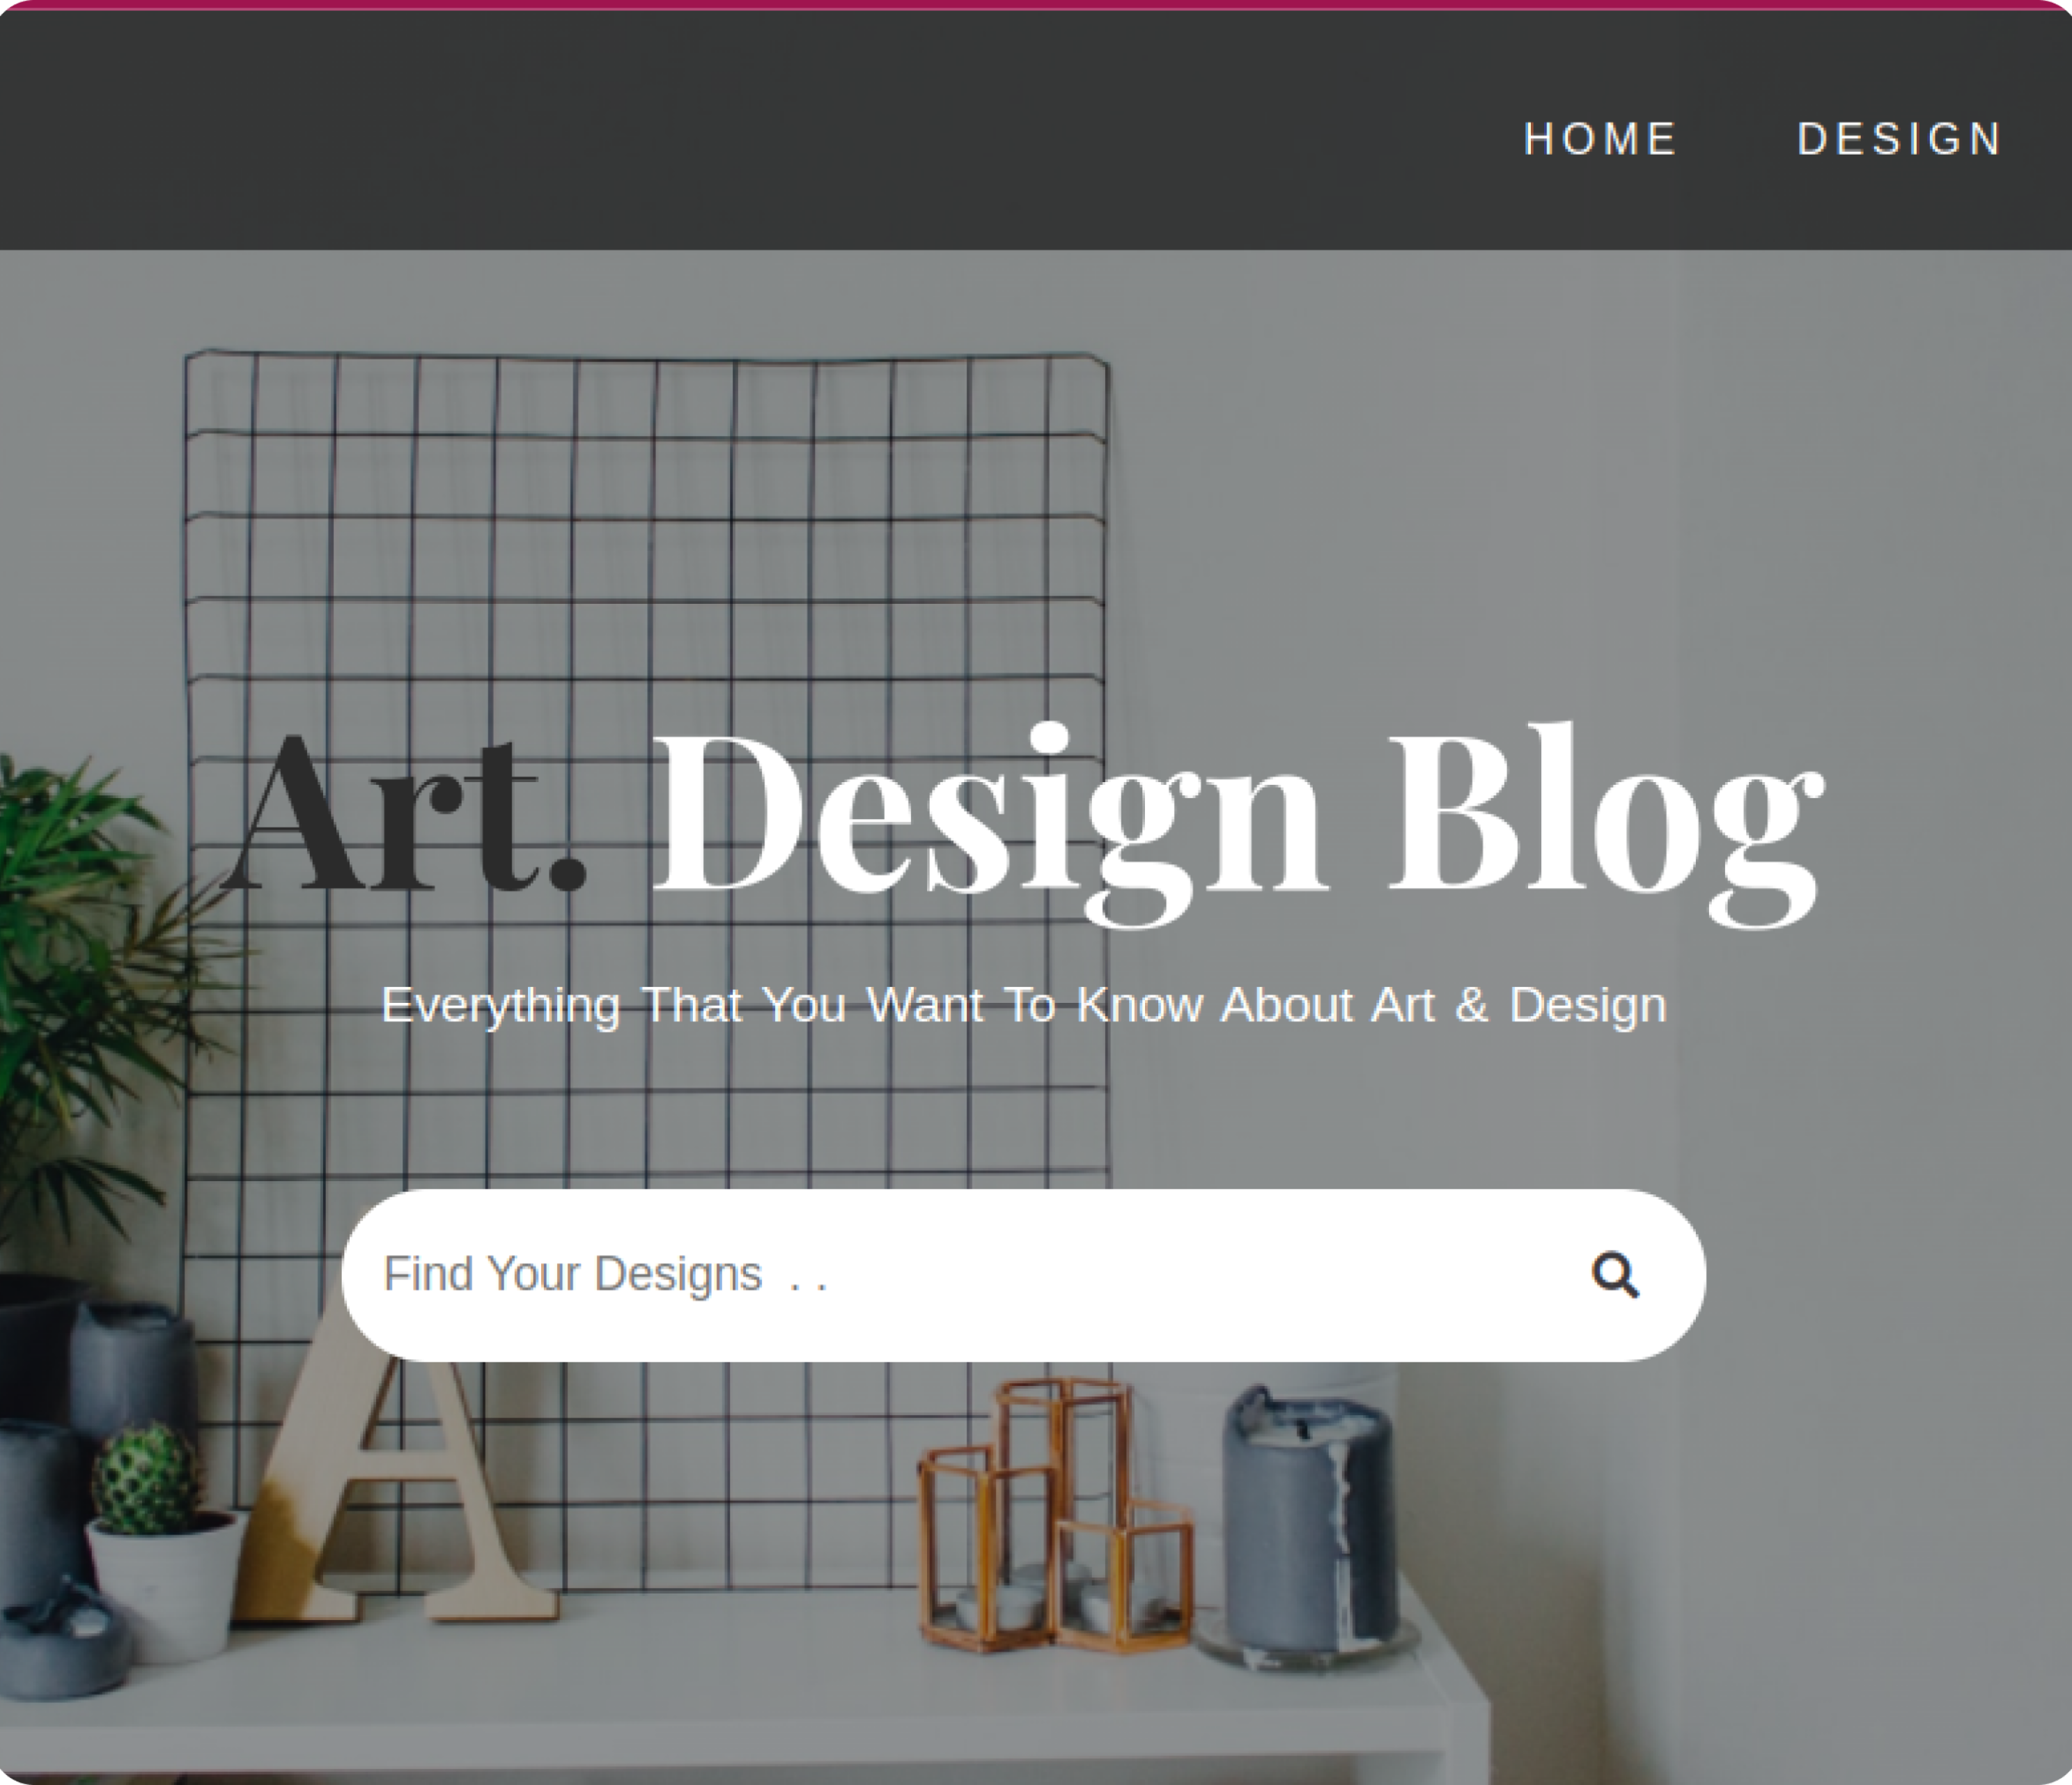 HOME DESIGN
Art. Design Blog
Everything That You Want To Know About Art & Design
Find Your Designs  . .
A